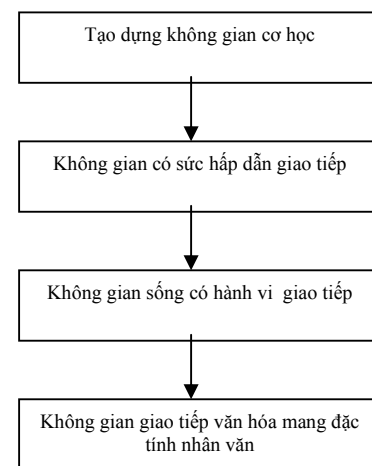 Tạo dựng không gian cơ học
Không gian có sức hấp dẫn giao tiếp
Không gian sống có hành vi giao tiếp
Không gian giao tiếp văn hóa mang đặc
tính nhân văn